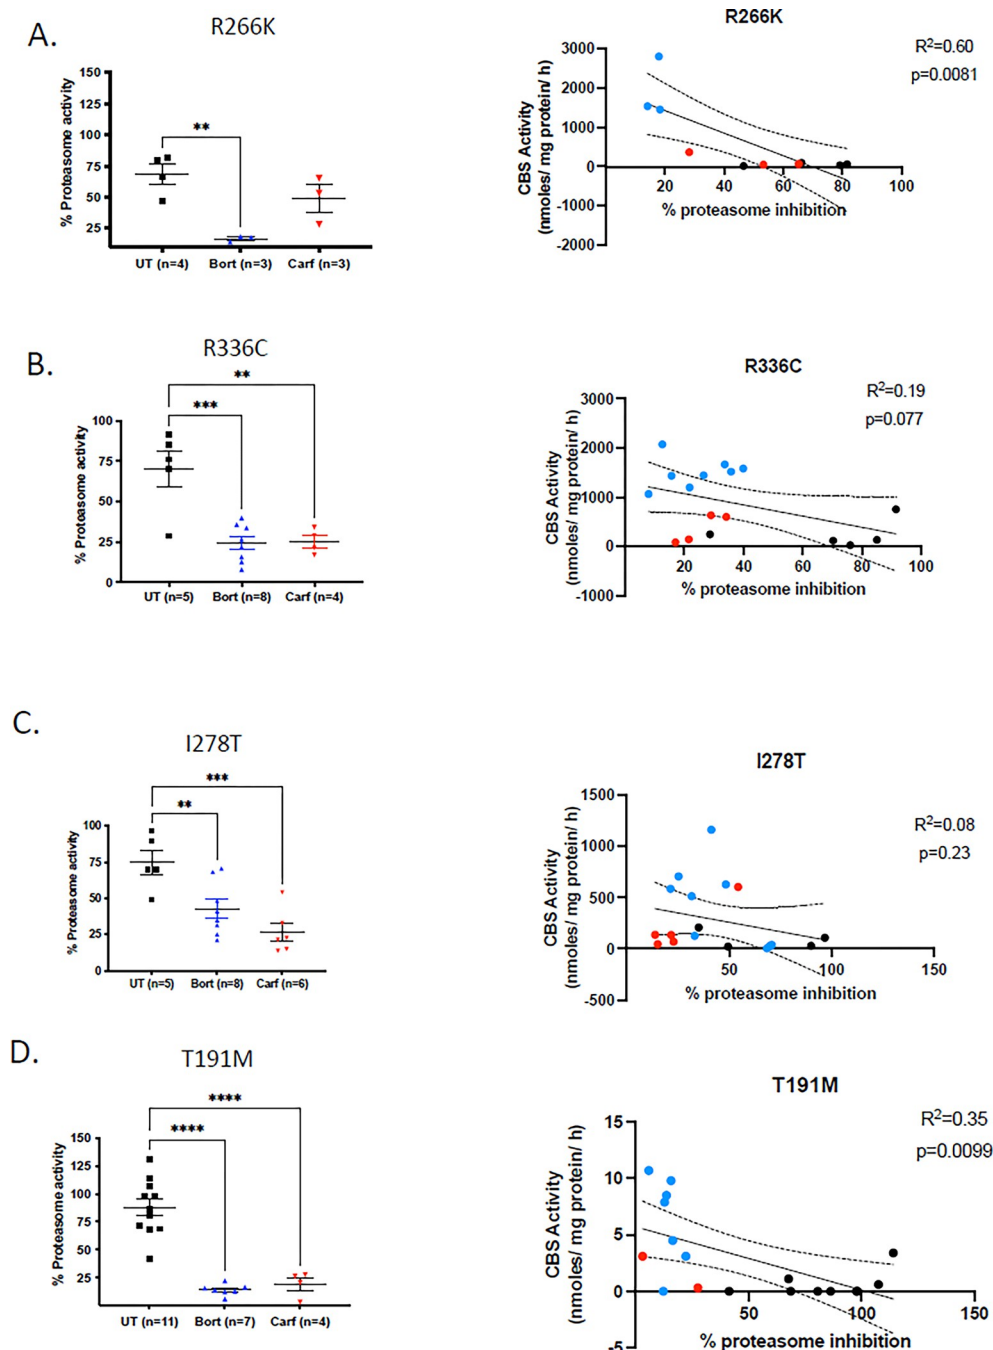 A.
R266K
% Proteasome activity
150
125
100
75
50
25
**
UT (n=4) Bort (n=3) Carf (n=3)
R266K
R²=0.60
p=0.0081
CBS Activity
(nmoles/ mg protein/ h)
3000
2000
1000
0
-1000
-2000
20 40 60 80 100
% proteasome inhibition
B.
R336C
% Proteasome activity
100
75
50
25
0
**
***
UT (n=5) Bort (n=8) Carf (n=4)
R336C
R²=0.19
p=0.077
CBS Activity
(nmoles/ mg protein/ h)
3000
2000
1000
0
-1000
20 40 60 80 100
% proteasome inhibition
C.
I278T
% Proteasome activity
100
75
50
25
0
***
**
UT (n=5) Bort (n=8) Carf (n=6)
I278T
R²=0.08
p=0.23
CBS Activity
(nmoles/ mg protein/ h)
1500
1000
500
0
-500
50 100 150
% proteasome inhibition
D.
T191M
% Proteasome activity
150
125
100
75
50
25
****
****
UT (n=11) Bort (n=7) Carf (n=4)
T191M
R²=0.35
p=0.0099
CBS Activity
(nmoles/ mg protein/ h)
15
10
5
0
-5
50 100 150
% proteasome inhibition